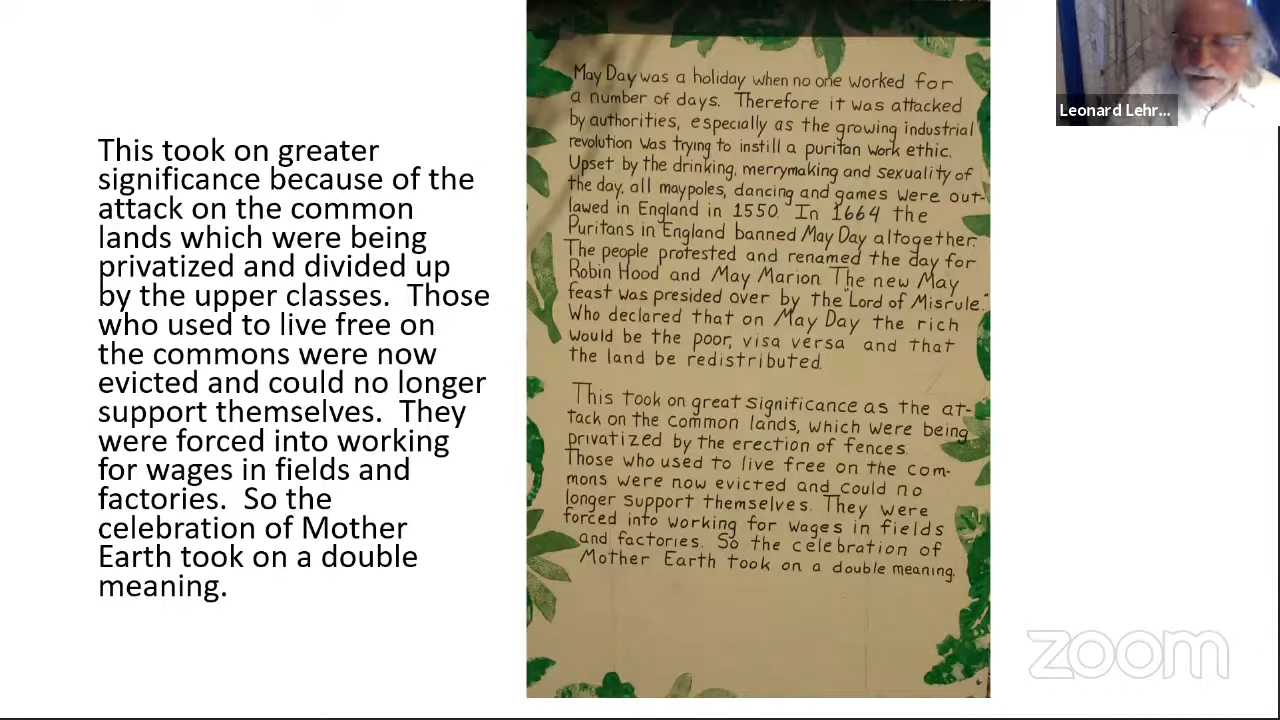 This took on greater
significance because of the
attack on the common
lands which were being
privatized and divided up
by the upper classes.  Those
who used to live free on
the commons were now
evicted and could no longer
support themselves.  They
were forced into working
for wages in fields and
factories.  So the
celebration of Mother
Earth took on a double
meaning.
May Day was a holiday when no one worked for
a number of days. Therefore it was attacked
by authorities, especially as the growing industrial
revolution was trying to instill a puritan work ethic.
Upset by the drinking, merrymaking and sexuality of
the day, all maypoles, dancing and games were out-
lawed in England in 1550. In 1664 the
Puritans in England banned May Day altogether.
The people protested and renamed the day for
Robin Hood and May Marion. The new May
feast was presided over by the "Lord of Misrule."
Who declared that on May Day the rich
would be the poor, visa versa and that
the land be redistributed.
This took on great significance as the at-
tack on the common lands, which were being
privatized by the erection of fences.
Those who used to live free on the com-
mons were now evicted and could no
longer support themselves. They were
forced into working for wages in fields
and factories. So the celebration of
Mother Earth took on a double meaning.
Leonard Lehr...
zoom